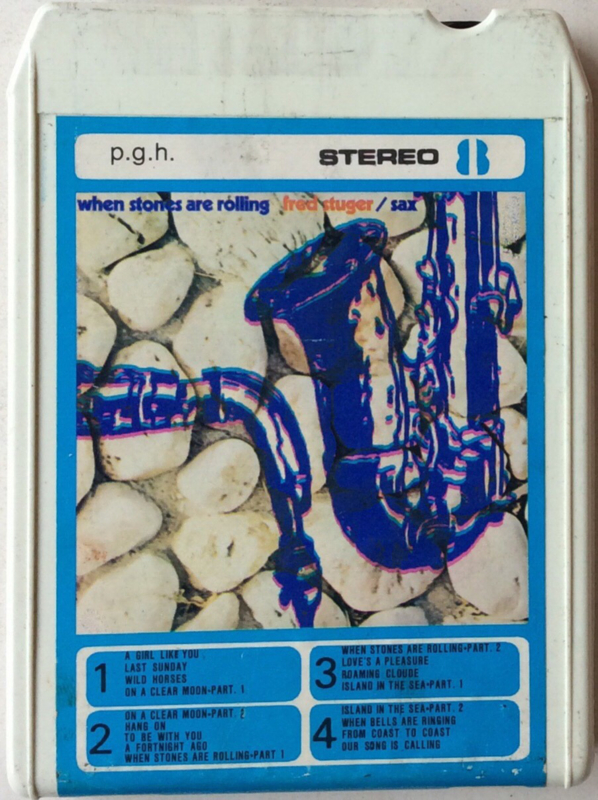 p.g.h.
STEREO 8
when stones are rolling fred stuger / sax
1
A GIRL LIKE YOU
LAST SUNDAY
WILD HORSES
ON A CLEAR MOON-PART. 1
2
ON A CLEAR MOON-PART. 2
HANG ON
TO BE WITH YOU
A FORTNIGHT AGO
WHEN STONES ARE ROLLING-PART 1
3
WHEN STONES ARE ROLLING-PART. 2
LOVE'S A PLEASURE
ROAMING CLOUDE
ISLAND IN THE SEA-PART. 1
4
ISLAND IN THE SEA-PART. 2
WHEN BELLS ARE RINGING
FROM COAST TO COAST
OUR SONG IS CALLING